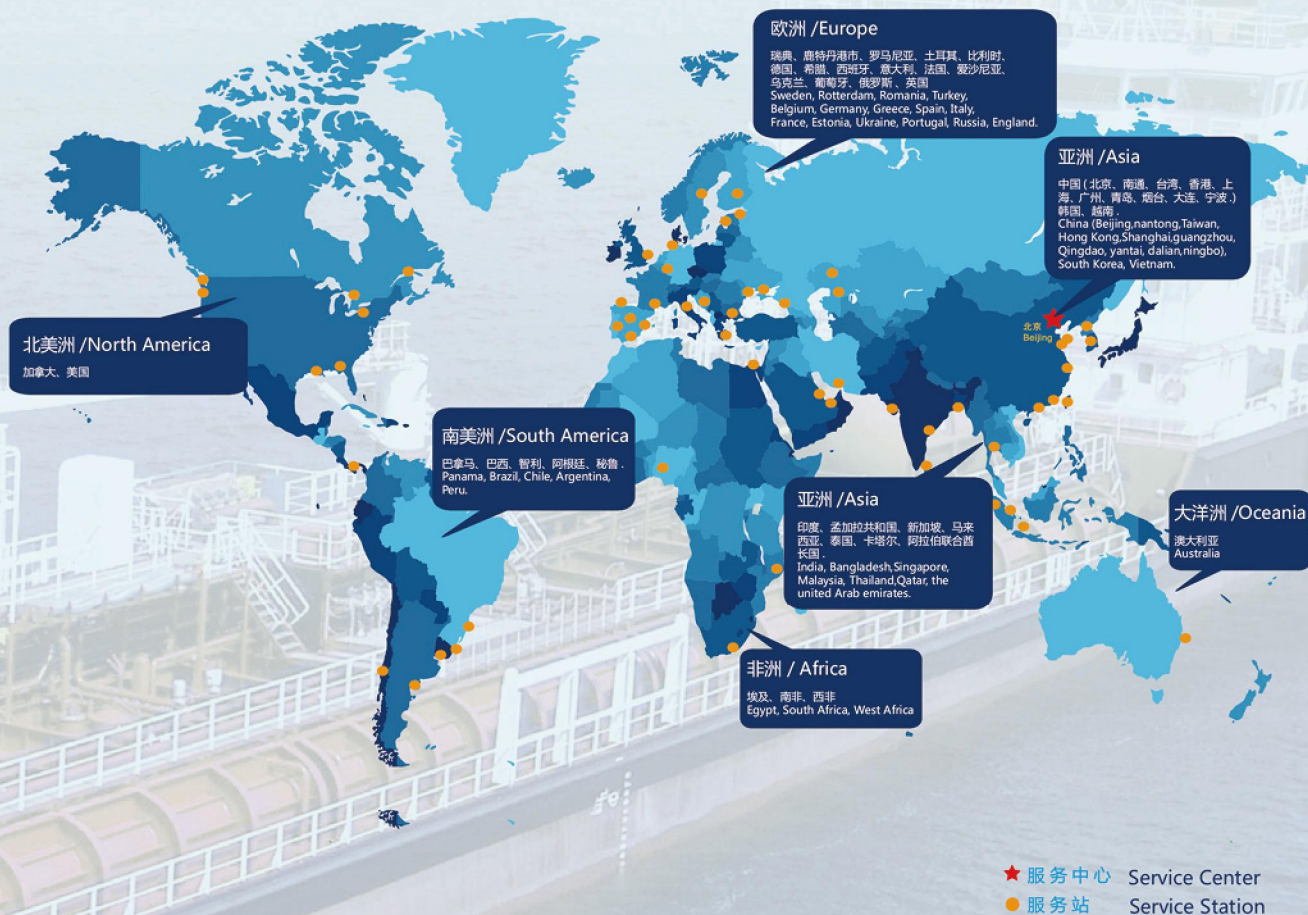 欧洲 /Europe
瑞典、鹿特丹港市、罗马尼亚、土耳其、比利时、
德国、希腊、西班牙、意大利、法国、爱沙尼亚、
乌克兰、葡萄牙、俄罗斯、英国
Sweden, Rotterdam, Romania, Turkey,
Belgium, Germany, Greece, Spain, Italy,
France, Estonia, Ukraine, Portugal, Russia, England.
亚洲 /Asia
中国 ( 北京、南通、台湾、香港、上
海、广州、青岛、烟台、大连、宁波 .)
韩国、越南 .
China (Beijing,nantong,Taiwan,
Hong Kong,Shanghai,guangzhou,
Qingdao, yantai, dalian,ningbo),
South Korea, Vietnam.
北京
Beijing
北美洲 /North America
加拿大、美国
南美洲 /South America
巴拿马、巴西、智利、阿根廷、秘鲁 .
Panama, Brazil, Chile, Argentina,
Peru.
亚洲 /Asia
印度、孟加拉共和国、新加坡、马来
西亚、泰国、卡塔尔、阿拉伯联合酋
长国 .
India, Bangladesh,Singapore,
Malaysia, Thailand,Qatar, the
united Arab emirates.
大洋洲 /Oceania
澳大利亚
Australia
非洲 / Africa
埃及、南非、西非
Egypt, South Africa, West Africa
服务中心 Service Center
服务站 Service Station